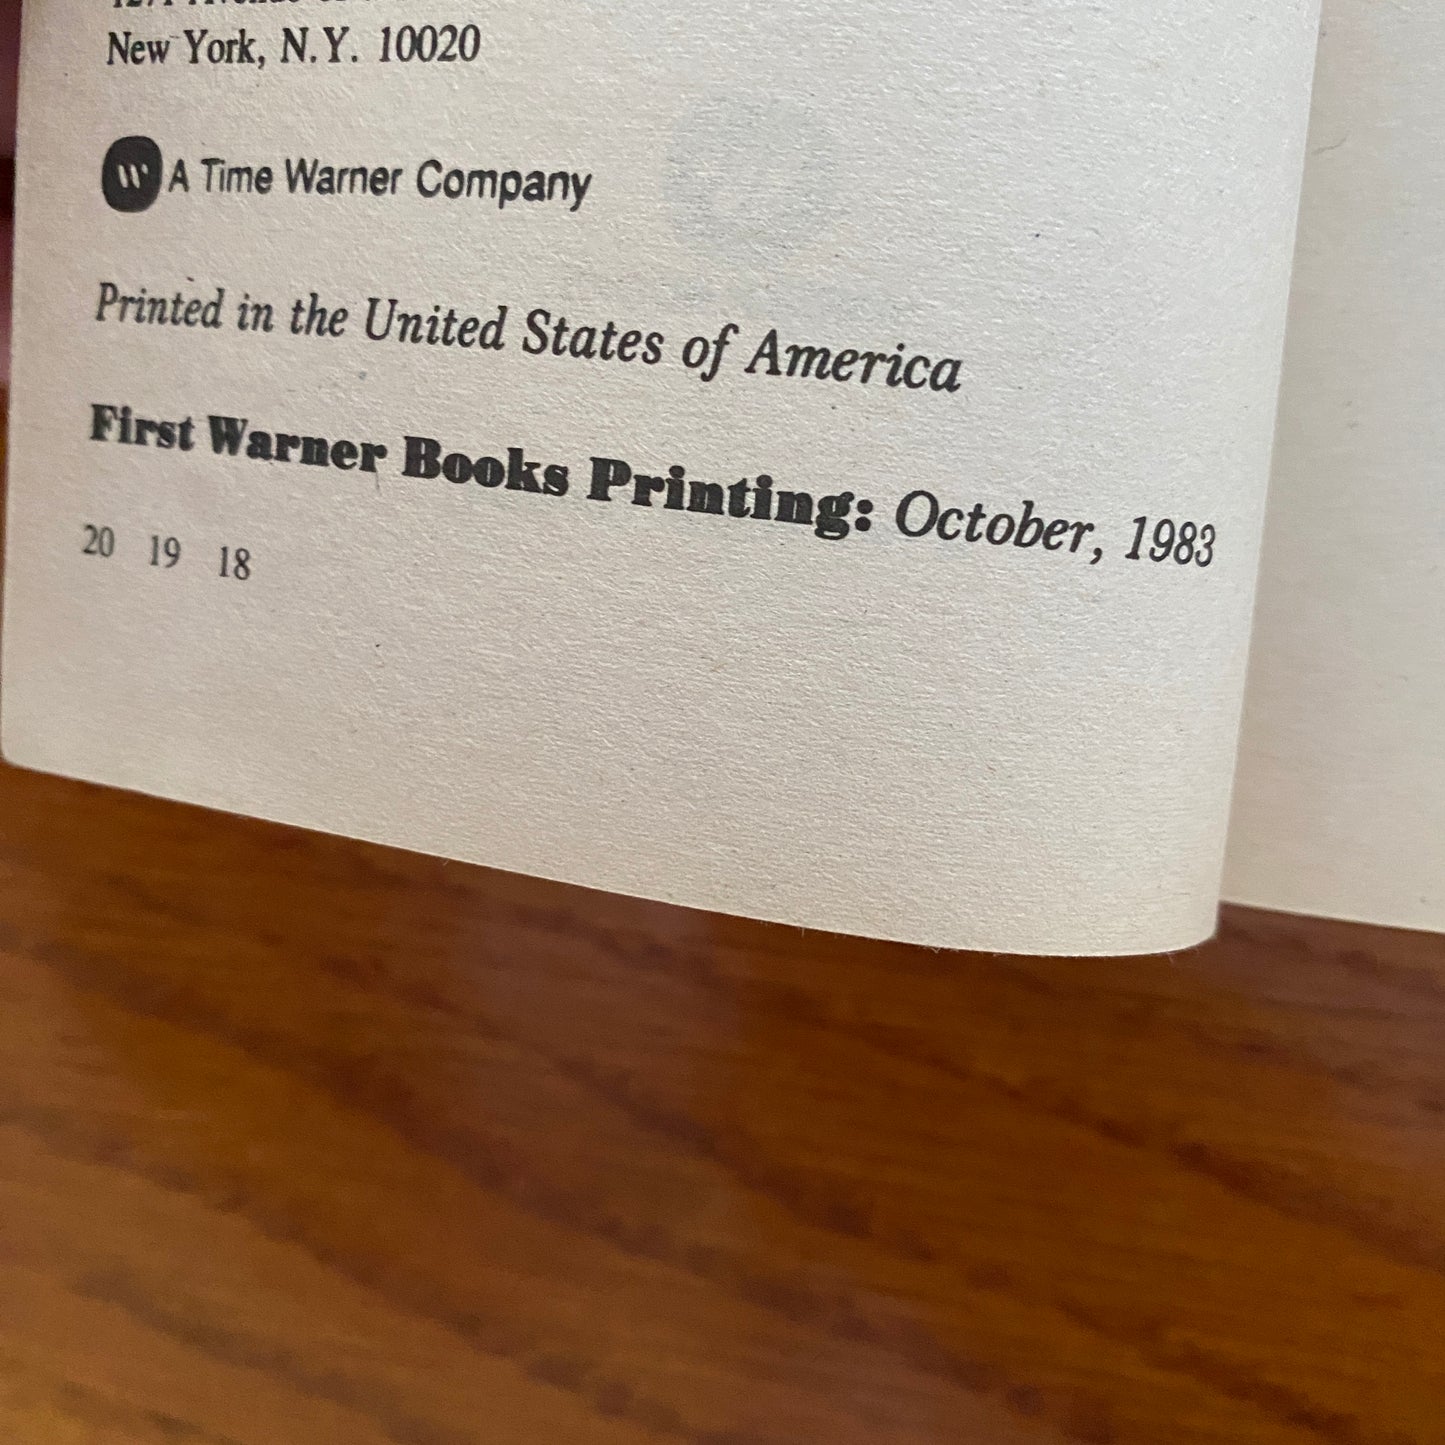 New York, N.Y. 10020
W A Time Warner Company
Printed in the United States of America
First Warner Books Printing: October, 1983
20 19 18